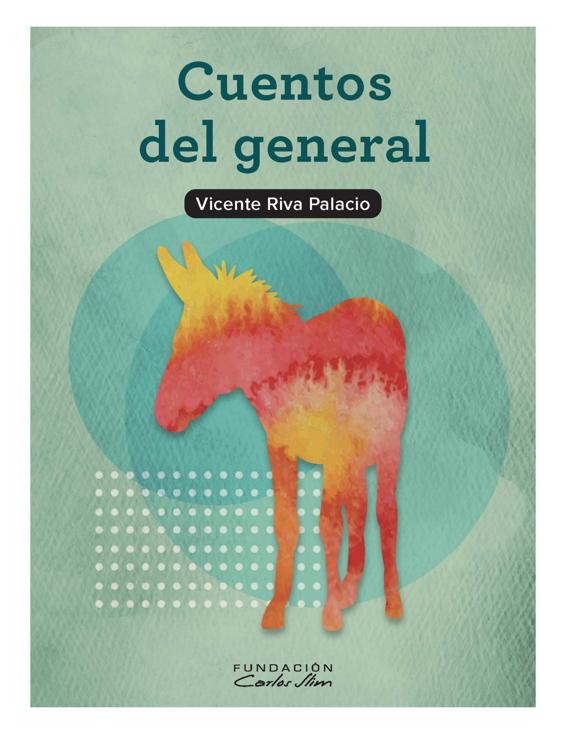 Cuentos
del general
Vicente Riva Palacio
FUNDACIÓN
Carlos Slim